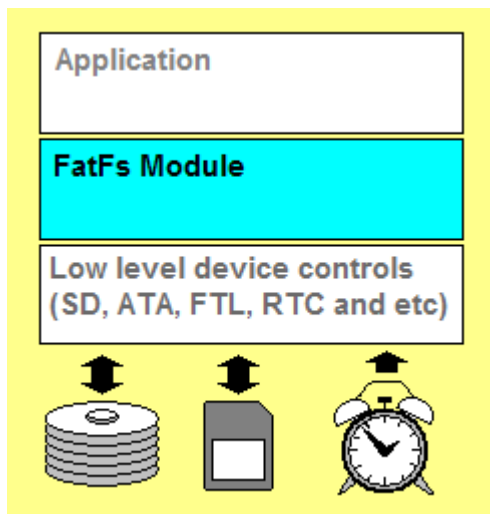 Application
FatFs Module
Low level device controls
(SD, ATA, FTL, RTC and etc)